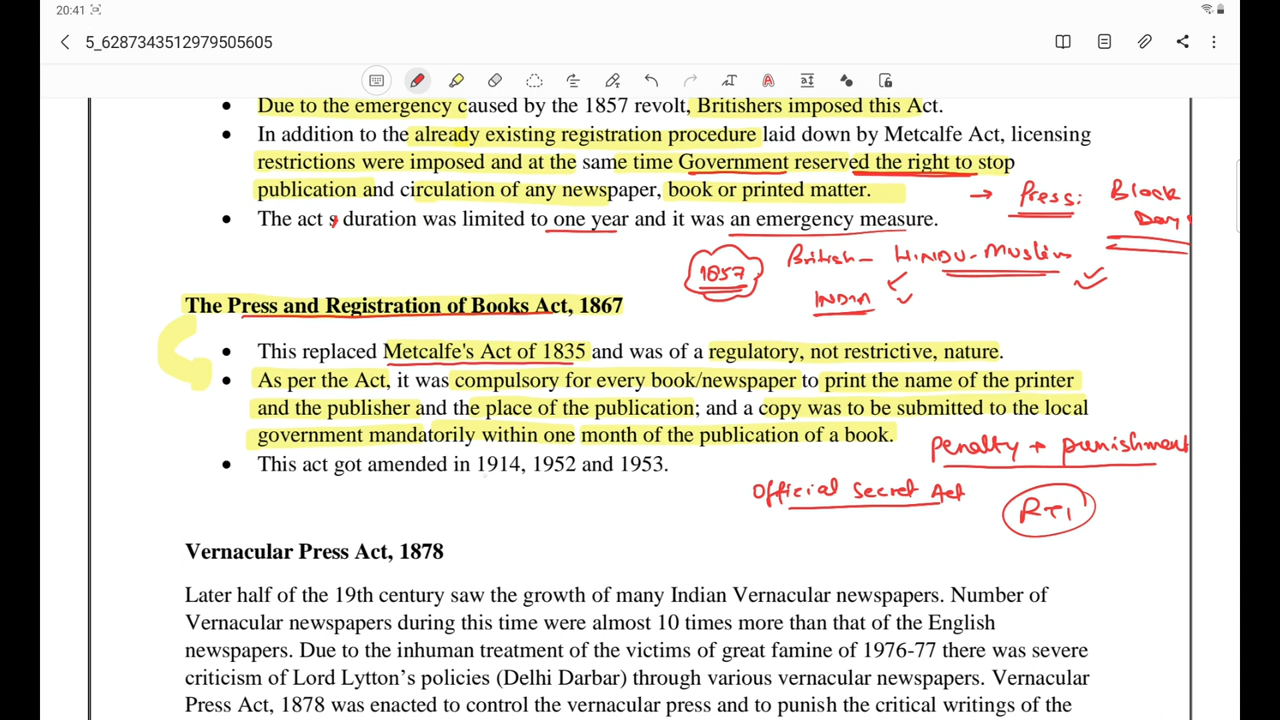 20:41
5_6287343512979505605
• Due to the emergency caused by the 1857 revolt, Britishers imposed this Act.
• In addition to the already existing registration procedure laid down by Metcalfe Act, licensing
restrictions were imposed and at the same time Government reserved the right to stop
publication and circulation of any newspaper, book or printed matter.
→ Press: Black
Day
• The act s duration was limited to one year and it was an emergency measure.
British - HINDU-Muslim
1857
INDIA
The Press and Registration of Books Act, 1867
• This replaced Metcalfe's Act of 1835 and was of a regulatory, not restrictive, nature.
• As per the Act, it was compulsory for every book/newspaper to print the name of the printer
and the publisher and the place of the publication; and a copy was to be submitted to the local
government mandatorily within one month of the publication of a book.
Penalty + punishment
• This act got amended in 1914, 1952 and 1953.
Official Secret Act
RTI
Vernacular Press Act, 1878
Later half of the 19th century saw the growth of many Indian Vernacular newspapers. Number of
Vernacular newspapers during this time were almost 10 times more than that of the English
newspapers. Due to the inhuman treatment of the victims of great famine of 1976-77 there was severe
criticism of Lord Lytton's policies (Delhi Darbar) through various vernacular newspapers. Vernacular
Press Act, 1878 was enacted to control the vernacular press and to punish the critical writings of the